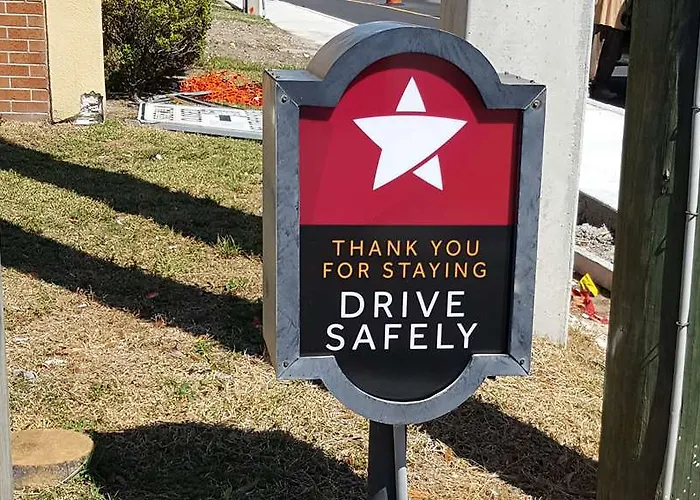 THANK YOU
FOR STAYING
DRIVE
SAFELY